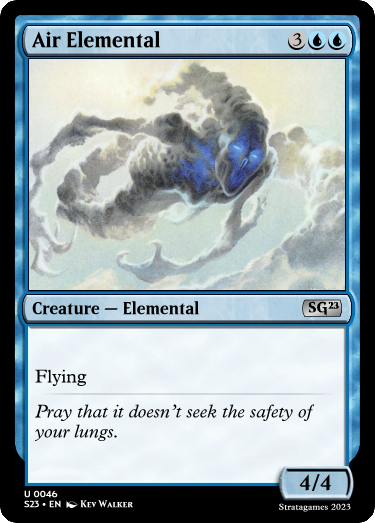 Air Elemental 3
Creature — Elemental SG23
Flying
Pray that it doesn't seek the safety of
your lungs.
4/4
U 0046
S23 • EN Kev Walker Stratagames 2023